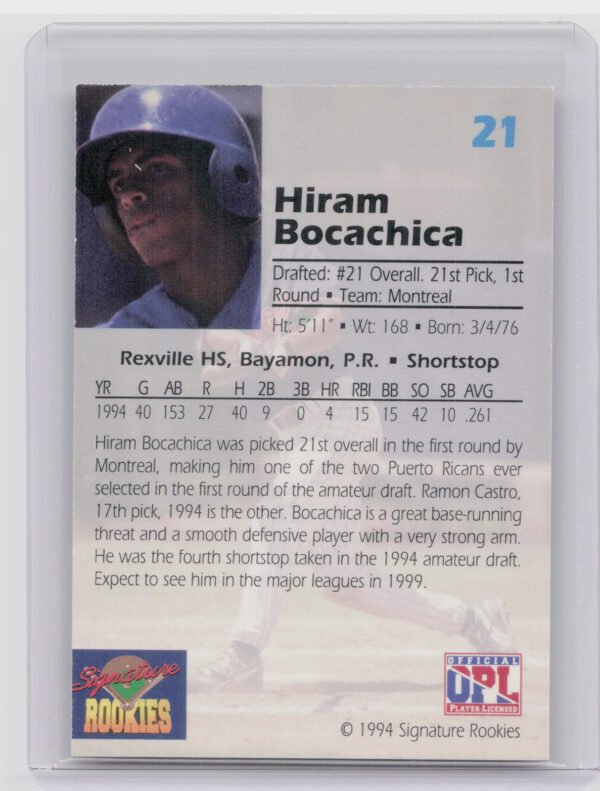 21
Hiram
Bocachica
Drafted: #21 Overall. 21st Pick, 1st
Round ▪ Team: Montreal
Ht: 5'11" ▪ Wt: 168 ▪ Born: 3/4/76
Rexville HS, Bayamon, P.R. ▪ Shortstop
YR G AB R H 2B 3B HR RBI BB SO SB AVG
1994 40 153 27 40 9 0 4 15 15 42 10 .261
Hiram Bocachica was picked 21st overall in the first round by
Montreal, making him one of the two Puerto Ricans ever
selected in the first round of the amateur draft. Ramon Castro,
17th pick, 1994 is the other. Bocachica is a great base-running
threat and a smooth defensive player with a very strong arm.
He was the fourth shortstop taken in the 1994 amateur draft.
Expect to see him in the major leagues in 1999.
Signature
ROOKIES
OFFICIAL
OPL
PLAYER LICENSED
© 1994 Signature Rookies